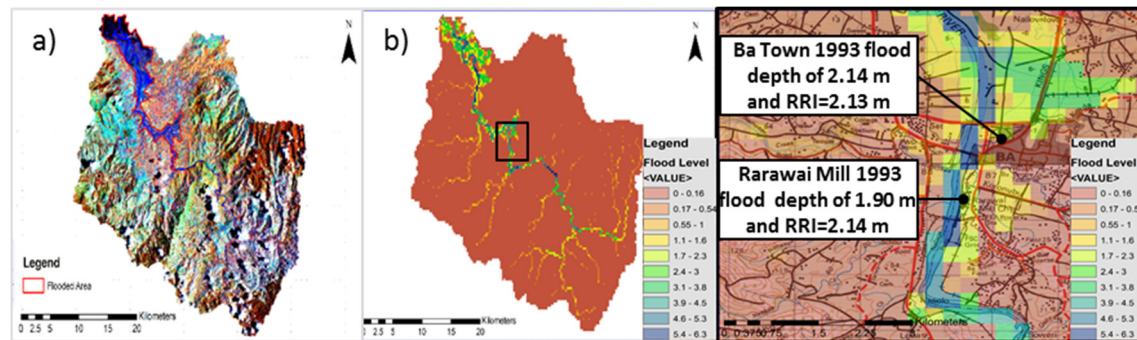 a)
N
Legend
Flooded Area
0 2.5 5 10 15 20
Kilometers
b)
N
Legend
Flood Level
<VALUE>
0 - 0.16
0.17 - 0.54
0.55 - 1
1.1 - 1.6
1.7 - 2.3
2.4 - 3
3.1 - 3.8
3.9 - 4.5
4.6 - 5.3
5.4 - 6.3
0 2.5 5 10 15 20
Kilometers
RIVER
Ba Town 1993 flood
depth of 2.14 m
and RRI=2.13 m
BA
Rarawai Mill 1993
flood depth of 1.90 m
and RRI=2.14 m
Legend
Flood Level
<VALUE>
0 - 0.16
0.17 - 0.5
0.55 - 1
1.1 - 1.6
1.7 - 2.3
2.4 - 3
3.1 - 3.8
3.9 - 4.5
4.6 - 5.3
5.4 - 6.3
Kilometers